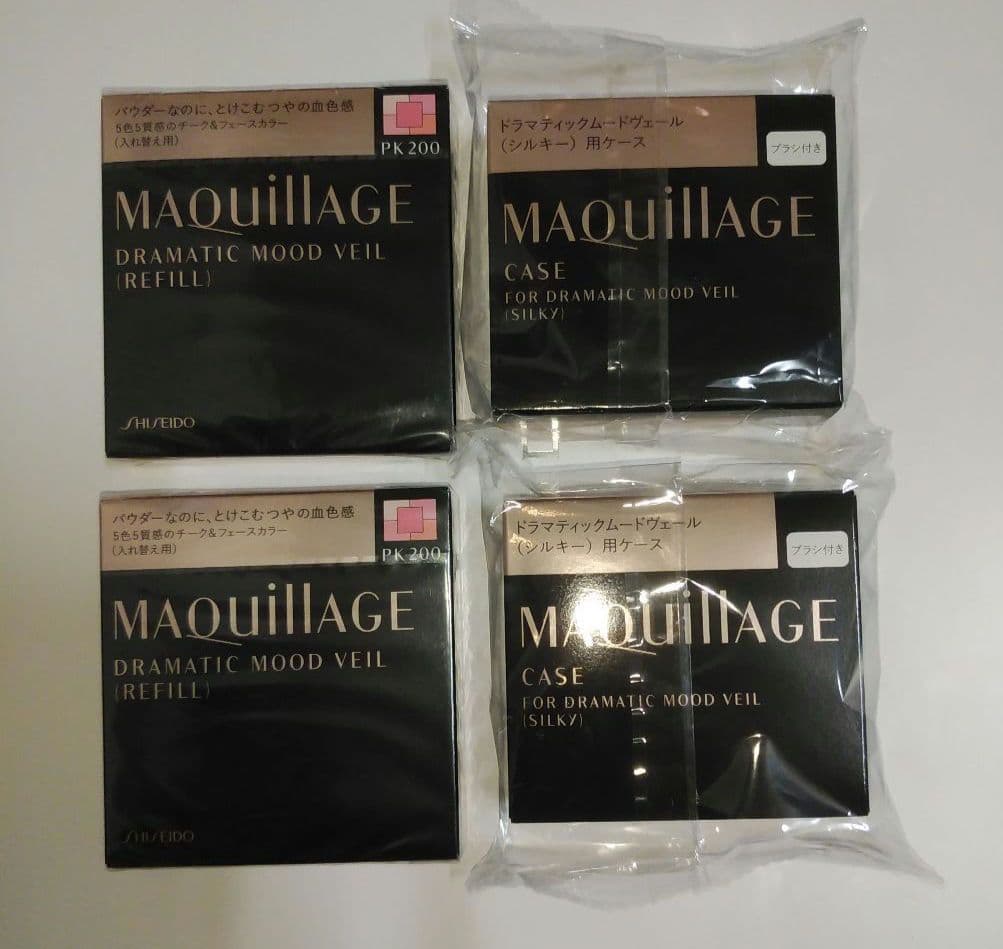 パウダーなのに、とけこむつやの血色感
5色5質感のチーク&フェースカラー
(入れ替え用)
PK200
MAQuillAGE
DRAMATIC MOOD VEIL
(REFILL)
SHISEIDO
ドラマティックムードヴェール
(シルキー) 用ケース
ブラシ付き
MAQuillAGE
CASE
FOR DRAMATIC MOOD VEIL
(SILKY)
パウダーなのに、とけこむつやの血色感
5色5質感のチーク&フェースカラー
(入れ替え用)
PK200
MAQuillAGE
DRAMATIC MOOD VEIL
(REFILL)
SHISEIDO
ドラマティックムードヴェール
(シルキー) 用ケース
ブラシ付き
MAQuillAGE
CASE
FOR DRAMATIC MOOD VEIL
(SILKY)